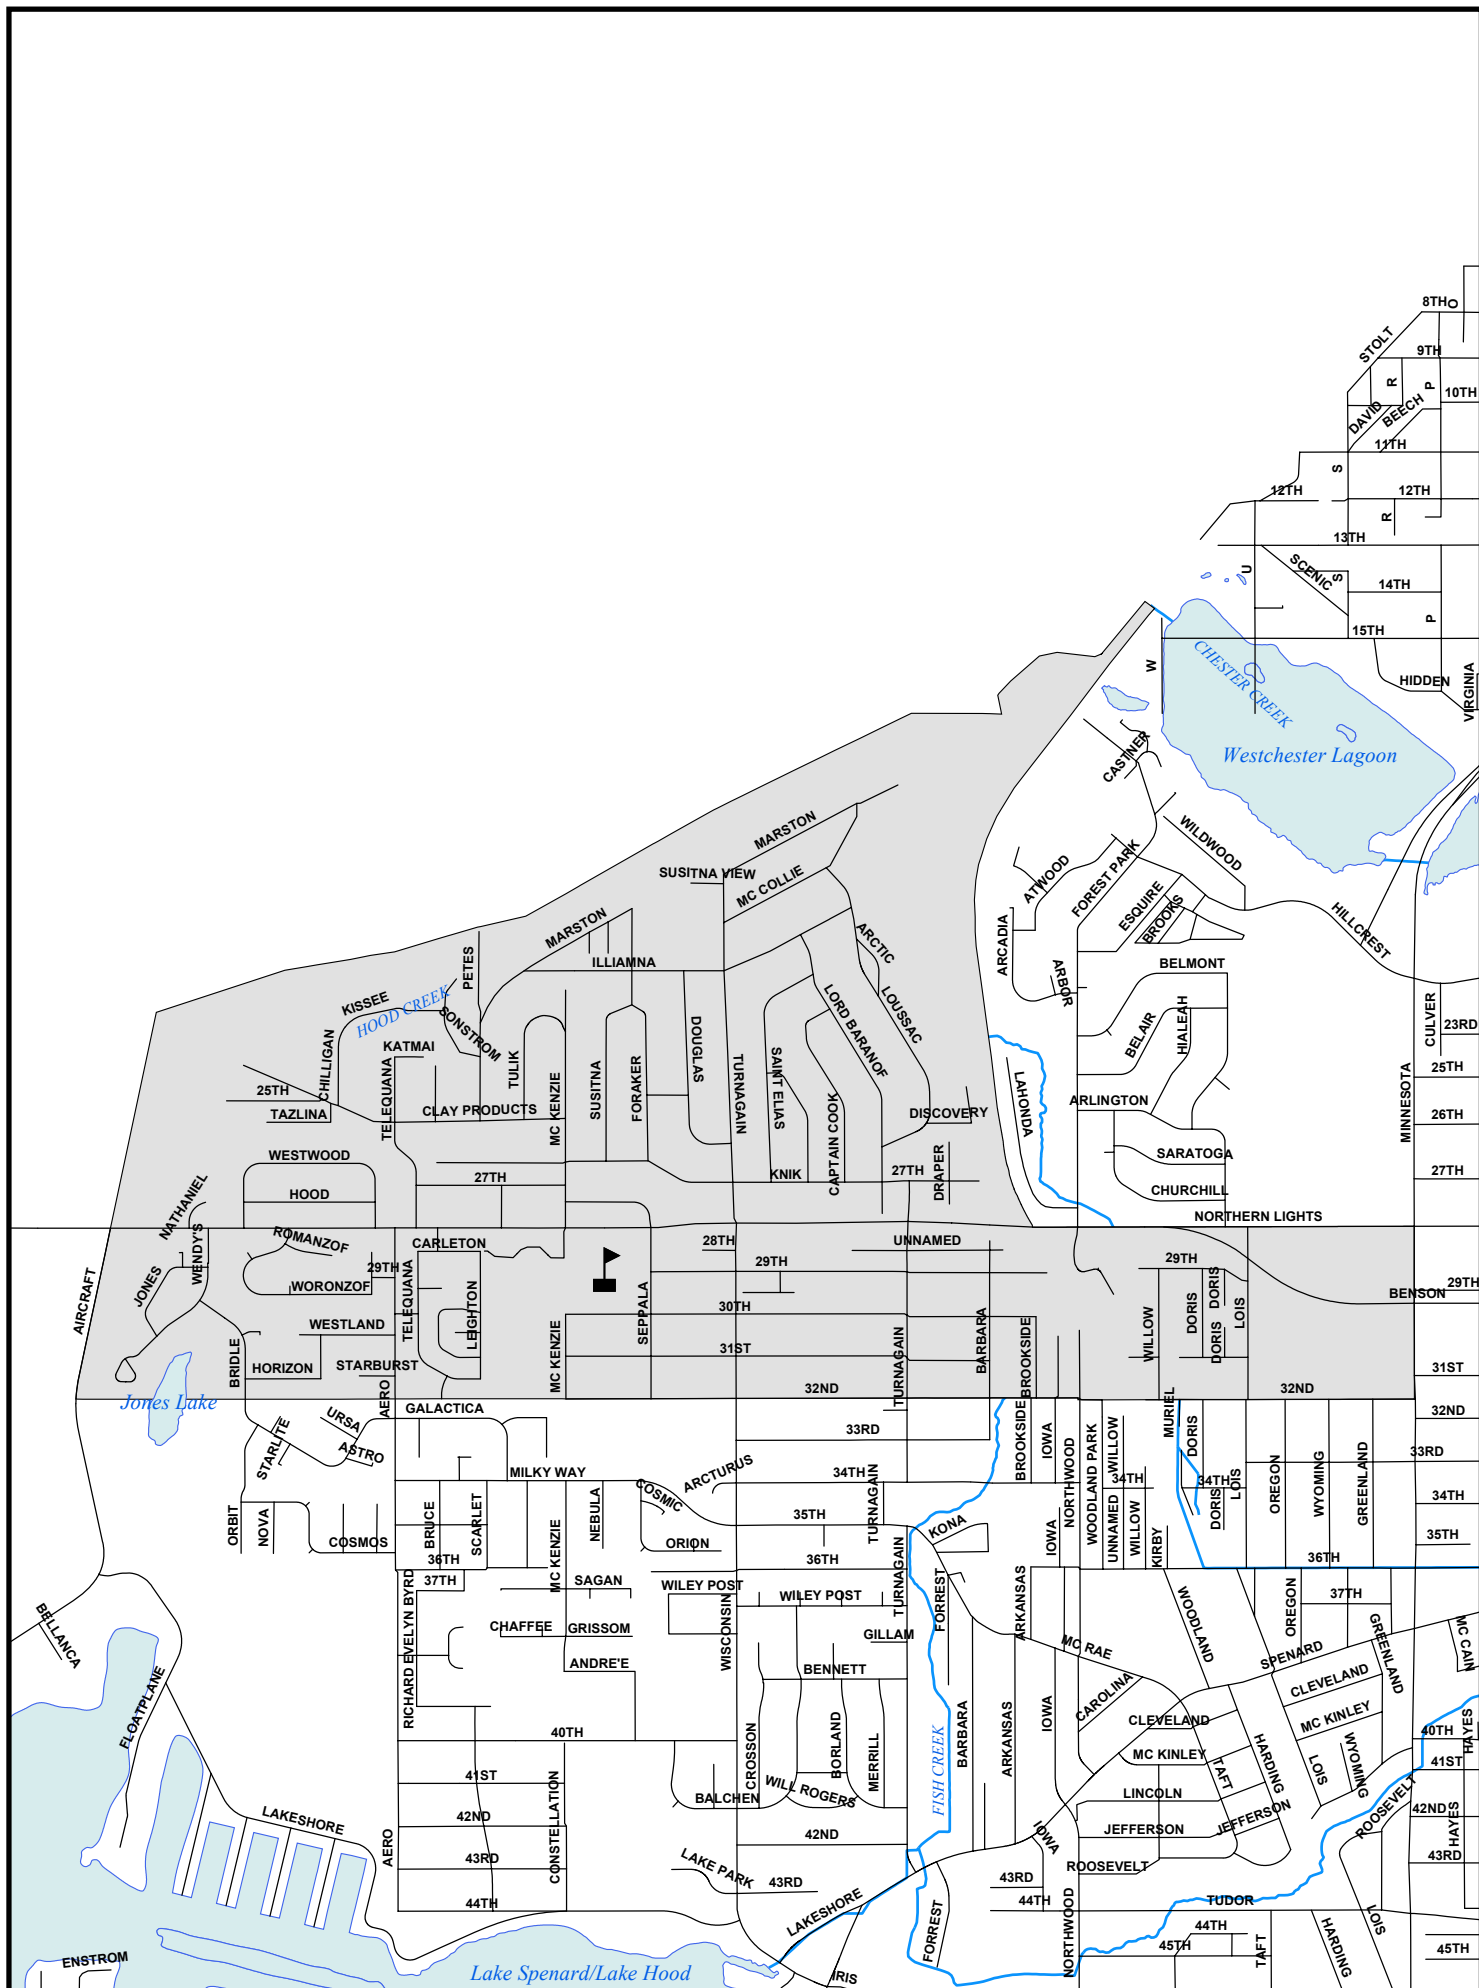 8TH
O
STOLT
9TH
R
P
10TH
DAVID
BEECH
11TH
S
12TH
12TH
R
13TH
U
SCENIC
S
14TH
P
15TH
W
CHESTER CREEK
HIDDEN
VIRGINIA
CASTNER
Westchester Lagoon
MARSTON
WILDWOOD
SUSITNA VIEW
MC COLLIE
ATWOOD
FOREST PARK
ESQUIRE
BROOKS
HILLCREST
MARSTON
ARCTIC
ARCADIA
PETES
ILLIAMNA
ARBOR
BELMONT
KISSEE
HOOD CREEK
SONSTROM
LORD BARANOF
LOUSSAC
HIALEAH
BELAIR
CULVER
23RD
CHILLIGAN
KATMAI
TULIK
DOUGLAS
TURNAGAIN
SAINT ELIAS
LAHONDA
MINNESOTA
25TH
25TH
TAZLINA
TELEQUANA
CLAY PRODUCTS
MC KENZIE
SUSITNA
FORAKER
CAPTAIN COOK
DISCOVERY
ARLINGTON
26TH
WESTWOOD
SARATOGA
27TH
KNIK
27TH
DRAPER
27TH
HOOD
CHURCHILL
NATHANIEL
NORTHERN LIGHTS
WENDY'S
ROMANZOF
CARLETON
28TH
UNNAMED
29TH
29TH
29TH
29TH
JONES
WORONZOF
TELEQUANA
LEIGHTON
DORIS
DORIS
DORIS
LOIS
BENSON
AIRCRAFT
SEPPALA
30TH
WESTLAND
BARBARA
BROOKSIDE
WILLOW
BRIDLE
HORIZON
STARBURST
MC KENZIE
31ST
TURNAGAIN
31ST
Jones Lake
AERO
32ND
32ND
32ND
GALACTICA
URSA
STARLITE
ASTRO
33RD
BROOKSIDE
IOWA
NORTHWOOD
WOODLAND PARK
WILLOW
MURIEL
DORIS
LOIS
OREGON
WYOMING
GREENLAND
33RD
MILKY WAY
ARCTURUS
34TH
34TH
34TH
34TH
COSMIC
ORBIT
NOVA
COSMOS
BRUCE
SCARLET
MC KENZIE
NEBULA
35TH
TURNAGAIN
KONA
IOWA
UNNAMED
WILLOW
KIRBY
DORIS
35TH
ORION
36TH
36TH
36TH
37TH
SAGAN
WILEY POST
WILEY POST
TURNAGAIN
FORREST
ARKANSAS
WOODLAND
OREGON
37TH
GREENLAND
MC CAIN
BELLANCA
RICHARD EVELYN BYRD
CHAFFEE
GRISSOM
WISCONSIN
GILLAM
MC RAE
SPENARD
ANDRE'E
BENNETT
CLEVELAND
FLOATPLANE
CAROLINA
IOWA
CLEVELAND
MC KINLEY
40TH
BARBARA
ARKANSAS
HARDING
40TH
HAYES
CROSSON
BORLAND
MERRILL
MC KINLEY
TAFT
LOIS
WYOMING
41ST
41ST
FISH CREEK
BALCHEN
WILL ROGERS
LINCOLN
ROOSEVELT
LAKESHORE
42ND
CONSTELLATION
42ND
JEFFERSON
JEFFERSON
42ND
HAYES
AERO
43RD
IOWA
43RD
LAKE PARK
43RD
43RD
ROOSEVELT
44TH
LAKESHORE
44TH
TUDOR
LOIS
FORREST
NORTHWOOD
44TH
45TH
TAFT
HARDING
45TH
ENSTROM
Lake Spenard/Lake Hood
IRIS